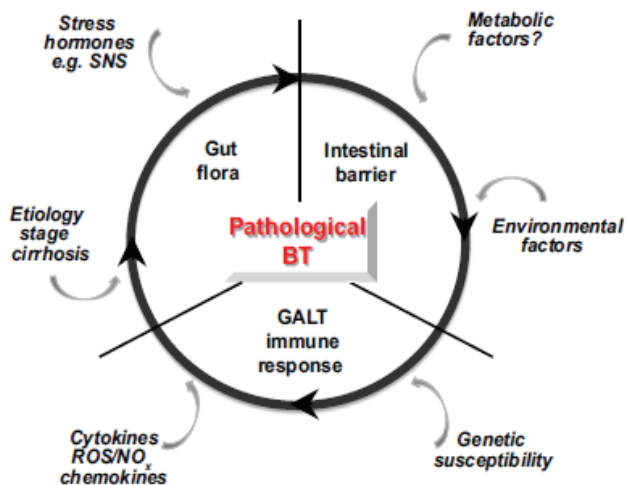 Stress
hormones
e.g. SNS
Metabolic
factors?
Gut
flora
Intestinal
barrier
Etiology
stage
cirrhosis
Pathological
BT
Environmental
factors
GALT
immune
response
Cytokines
ROS/NOx
chemokines
Genetic
susceptibility